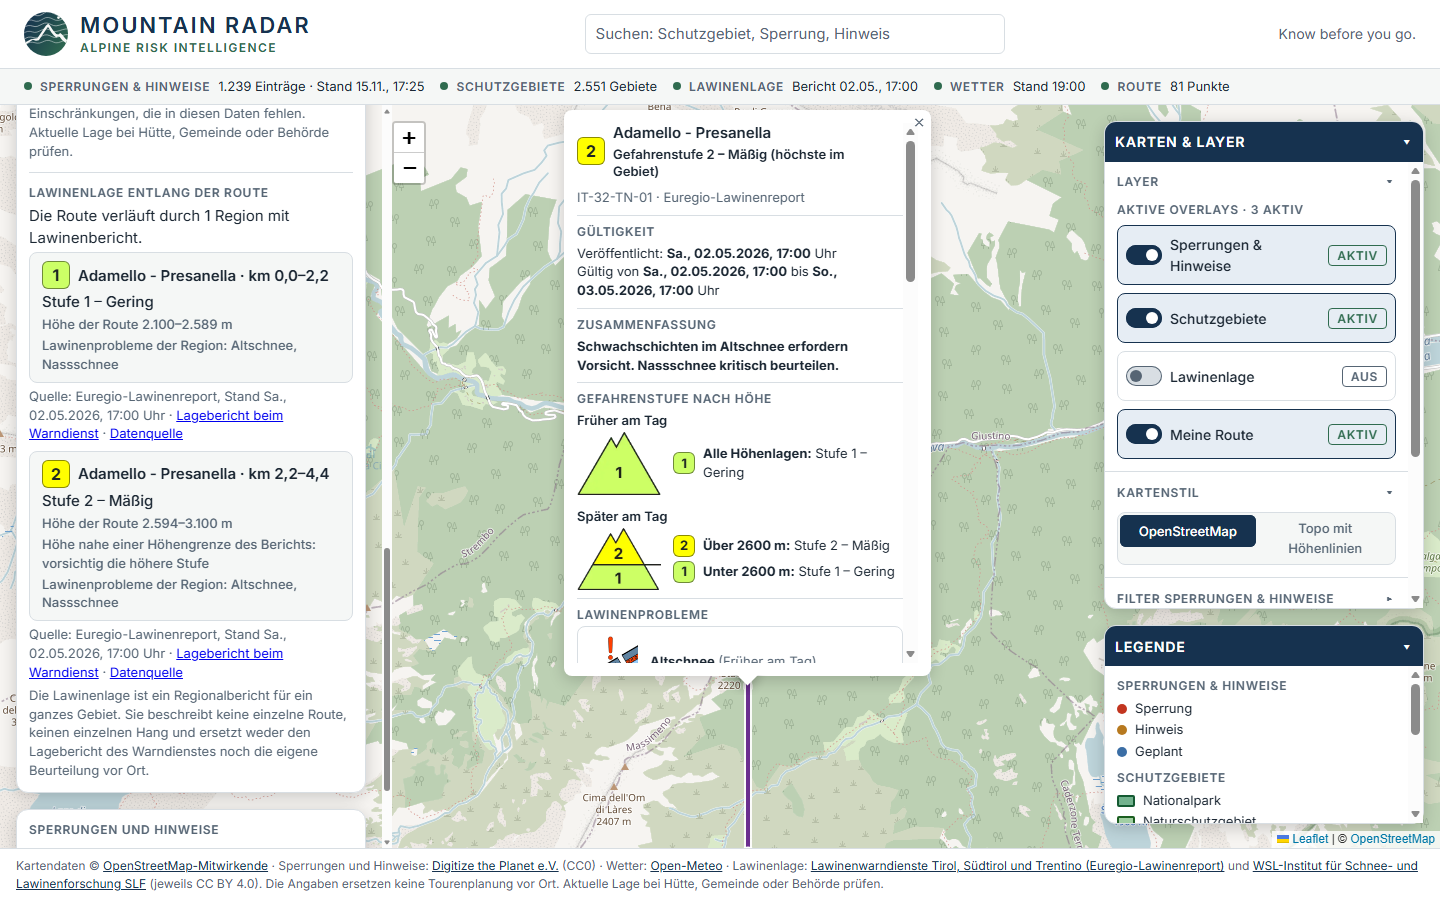 MOUNTAIN RADAR
ALPINE RISK INTELLIGENCE
Suchen: Schutzgebiet, Sperrung, Hinweis
Know before you go.
SPERRUNGEN & HINWEISE 1.239 Einträge · Stand 15.11., 17:25
SCHUTZGEBIETE 2.551 Gebiete
LAWINENLAGE Bericht 02.05., 17:00
WETTER Stand 19:00
ROUTE 81 Punkte
Einschränkungen, die in diesen Daten fehlen.
Aktuelle Lage bei Hütte, Gemeinde oder Behörde
prüfen.
LAWINENLAGE ENTLANG DER ROUTE
Die Route verläuft durch 1 Region mit
Lawinenbericht.
1 Adamello - Presanella · km 0,0–2,2
Stufe 1 – Gering
Höhe der Route 2.100–2.589 m
Lawinenprobleme der Region: Altschnee,
Nassschnee
Quelle: Euregio-Lawinenreport, Stand Sa.,
02.05.2026, 17:00 Uhr · Lagebericht beim
Warndienst · Datenquelle
2 Adamello - Presanella · km 2,2–4,4
Stufe 2 – Mäßig
Höhe der Route 2.594–3.100 m
Höhe nahe einer Höhengrenze des Berichts:
vorsichtig die höhere Stufe
Lawinenprobleme der Region: Altschnee,
Nassschnee
Quelle: Euregio-Lawinenreport, Stand Sa.,
02.05.2026, 17:00 Uhr · Lagebericht beim
Warndienst · Datenquelle
Die Lawinenlage ist ein Regionalbericht für ein
ganzes Gebiet. Sie beschreibt keine einzelne Route,
keinen einzelnen Hang und ersetzt weder den
Lagebericht des Warndienstes noch die eigene
Beurteilung vor Ort.
SPERRUNGEN UND HINWEISE
+
−
×
2
Adamello - Presanella
Gefahrenstufe 2 – Mäßig (höchste im
Gebiet)
IT-32-TN-01 · Euregio-Lawinenreport
GÜLTIGKEIT
Veröffentlicht: Sa., 02.05.2026, 17:00 Uhr
Gültig von Sa., 02.05.2026, 17:00 bis So.,
03.05.2026, 17:00 Uhr
ZUSAMMENFASSUNG
Schwachschichten im Altschnee erfordern
Vorsicht. Nassschnee kritisch beurteilen.
GEFAHRENSTUFE NACH HÖHE
Früher am Tag
1
1 Alle Höhenlagen: Stufe 1 –
Gering
Später am Tag
2
1
2 Über 2600 m: Stufe 2 – Mäßig
1 Unter 2600 m: Stufe 1 – Gering
LAWINENPROBLEME
Altschnee (Früher am Tag)
Strembo
Giustino
2220
Massimeno
Cima dell'Om
di Làres
2407 m
Caderzone Ter
KARTEN & LAYER
LAYER
AKTIVE OVERLAYS · 3 AKTIV
Sperrungen &
Hinweise
AKTIV
Schutzgebiete
AKTIV
Lawinenlage
AUS
Meine Route
AKTIV
KARTENSTIL
OpenStreetMap
Topo mit
Höhenlinien
FILTER SPERRUNGEN & HINWEISE
LEGENDE
SPERRUNGEN & HINWEISE
Sperrung
Hinweis
Geplant
SCHUTZGEBIETE
Nationalpark
Naturschutzgebiet
Leaflet | © OpenStreetMap
Kartendaten © OpenStreetMap-Mitwirkende · Sperrungen und Hinweise: Digitize the Planet e.V. (CC0) · Wetter: Open-Meteo · Lawinenlage: Lawinenwarndienste Tirol, Südtirol und Trentino (Euregio-Lawinenreport) und WSL-Institut für Schnee- und
Lawinenforschung SLF (jeweils CC BY 4.0). Die Angaben ersetzen keine Tourenplanung vor Ort. Aktuelle Lage bei Hütte, Gemeinde oder Behörde prüfen.